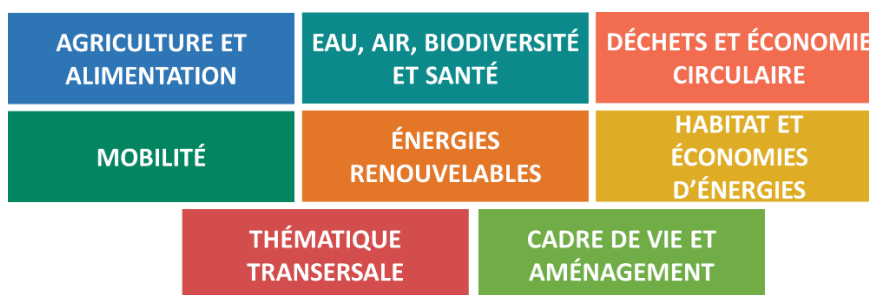 AGRICULTURE ET
ALIMENTATION
EAU, AIR, BIODIVERSITÉ
ET SANTÉ
DÉCHETS ET ÉCONOMIE
CIRCULAIRE
MOBILITÉ
ÉNERGIES
RENOUVELABLES
HABITAT ET
ÉCONOMIES
D'ÉNERGIES
THÉMATIQUE
TRANSERSALE
CADRE DE VIE ET
AMÉNAGEMENT